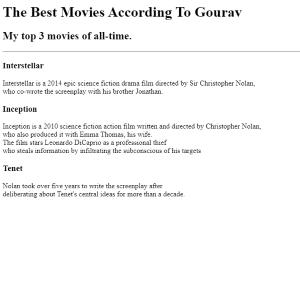 The Best Movies According To Gourav
My top 3 movies of all-time.
Interstellar
Interstellar is a 2014 epic science fiction drama film directed by Sir Christopher Nolan,
who co-wrote the screenplay with his brother Jonathan.
Inception
Inception is a 2010 science fiction action film written and directed by Christopher Nolan,
who also produced it with Emma Thomas, his wife.
The film stars Leonardo DiCaprio as a professional thief
who steals information by infiltrating the subconscious of his targets
Tenet
Nolan took over five years to write the screenplay after
deliberating about Tenet's central ideas for more than a decade.